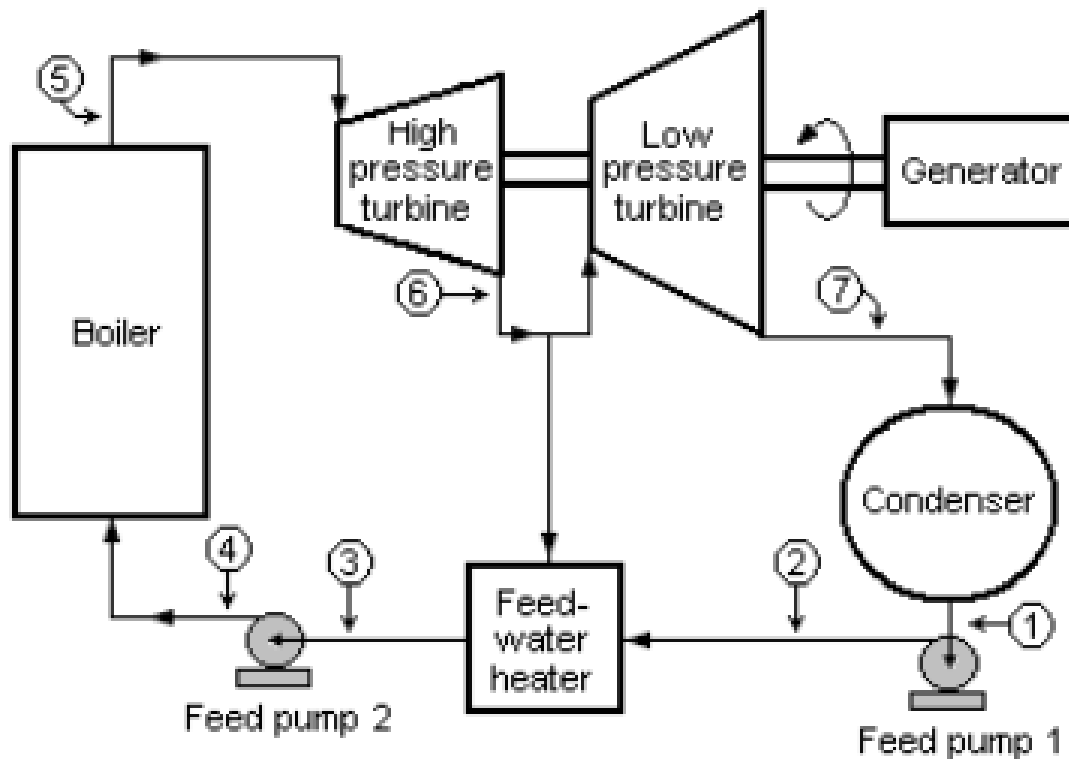 5
High
pressure
turbine
Low
pressure
turbine
Generator
6
7
Boiler
Condenser
4
3
2
1
Feed-
water
heater
Feed pump 2
Feed pump 1